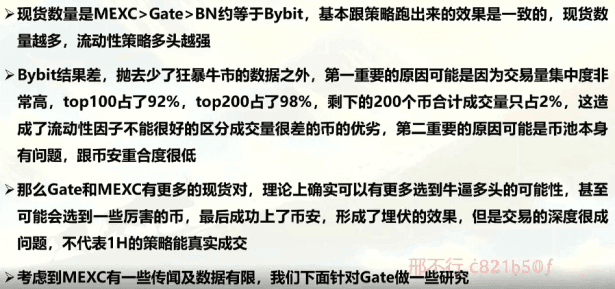 ➤现货数量是MEXC>Gate>BN约等于Bybit，基本跟策略跑出来的效果是一致的，现货数
量越多，流动性策略多头越强
➤Bybit结果差，抛去少了狂暴牛市的数据之外，第一重要的原因可能是因为交易量集中度非
常高，top100占了92%，top200占了98%，剩下的200个币合计成交量只占2%，这造
成了流动性因子不能很好的区分成交量很差的币的优劣，第二重要的原因可能是币池本身
有问题，跟币安重合度很低
➤那么Gate和MEXC有更多的现货对，理论上确实可以有更多选到牛逼多头的可能性，甚至
可能会选到一些厉害的币，最后成功上了币安，形成了埋伏的效果，但是交易的深度很成
问题，不代表1H的策略能真实成交
邢不行 c821b50f
➤考虑到MEXC有一些传闻及数据有限，我们下面针对Gate做一些研究